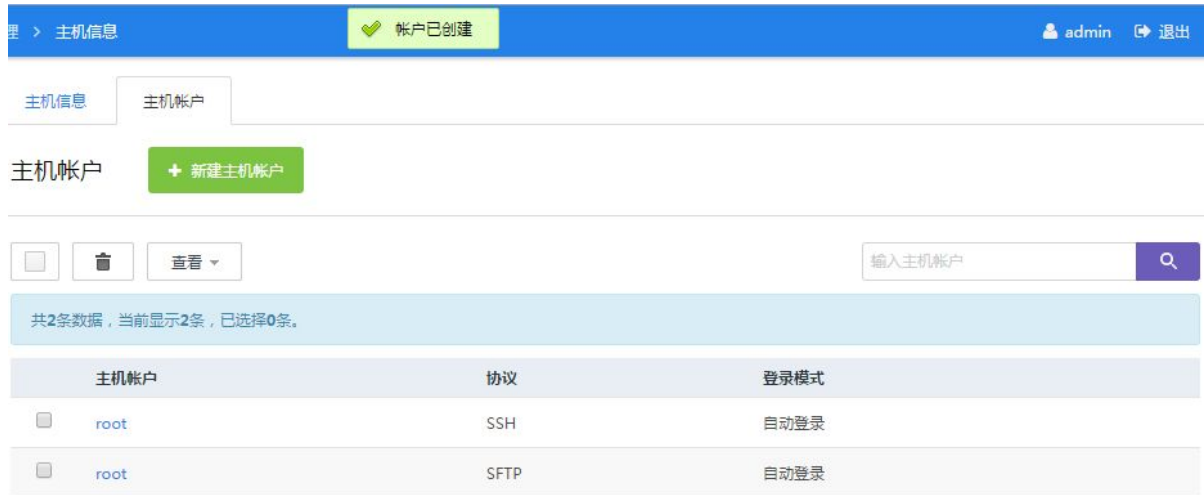 理 > 主机信息
帐户已创建
admin 退出
主机信息 主机帐户
主机帐户 + 新建主机帐户
查看 输入主机帐户
共2条数据，当前显示2条，已选择0条。
主机帐户 协议 登录模式
root SSH 自动登录
root SFTP 自动登录